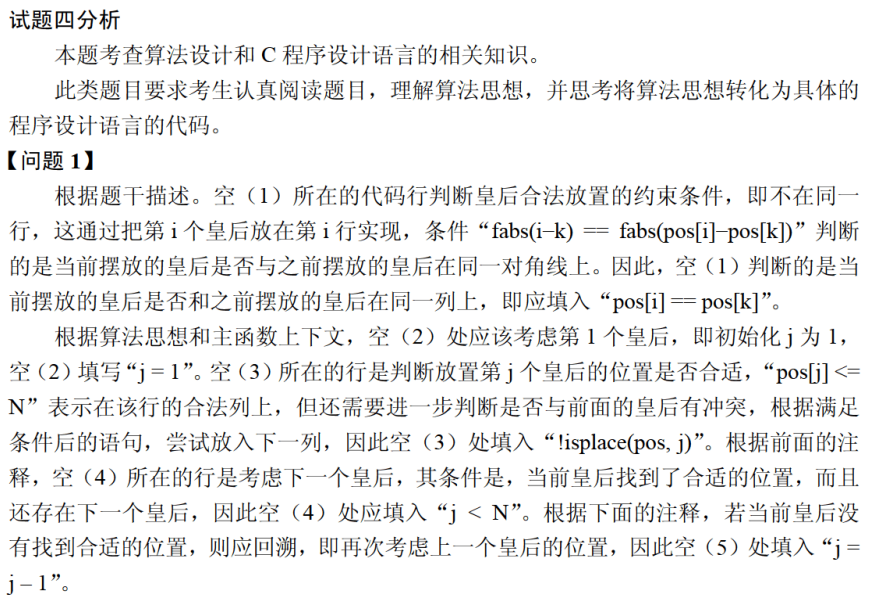 试题四分析
本题考查算法设计和 C 程序设计语言的相关知识。
此类题目要求考生认真阅读题目，理解算法思想，并思考将算法思想转化为具体的
程序设计语言的代码。
【问题 1】
根据题干描述。空（1）所在的代码行判断皇后合法放置的约束条件，即不在同一
行，这通过把第 i 个皇后放在第 i 行实现，条件“fabs(i−k) == fabs(pos[i]−pos[k])”判断
的是当前摆放的皇后是否与之前摆放的皇后在同一对角线上。因此，空（1）判断的是当
前摆放的皇后是否和之前摆放的皇后在同一列上，即应填入“pos[i] == pos[k]”。
根据算法思想和主函数上下文，空（2）处应该考虑第 1 个皇后，即初始化 j 为 1，
空（2）填写“j = 1”。空（3）所在的行是判断放置第 j 个皇后的位置是否合适，“pos[j] <=
N”表示在该行的合法列上，但还需要进一步判断是否与前面的皇后有冲突，根据满足
条件后的语句，尝试放入下一列，因此空（3）处填入“!isplace(pos, j)”。根据前面的注
释，空（4）所在的行是考虑下一个皇后，其条件是，当前皇后找到了合适的位置，而且
还存在下一个皇后，因此空（4）处应填入“j < N”。根据下面的注释，若当前皇后没
有找到合适的位置，则应回溯，即再次考虑上一个皇后的位置，因此空（5）处填入“j =
j – 1”。